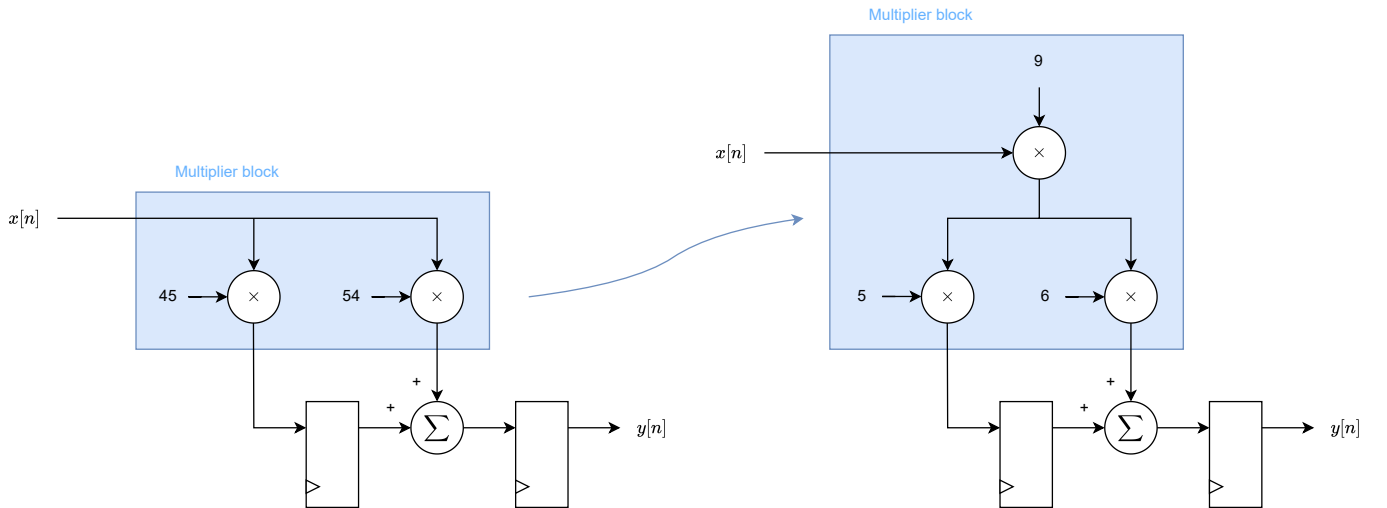 Multiplier block
x[n]
45
×
54
×
+
+
∑
y[n]
Multiplier block
9
x[n]
×
5
×
6
×
+
+
∑
y[n]